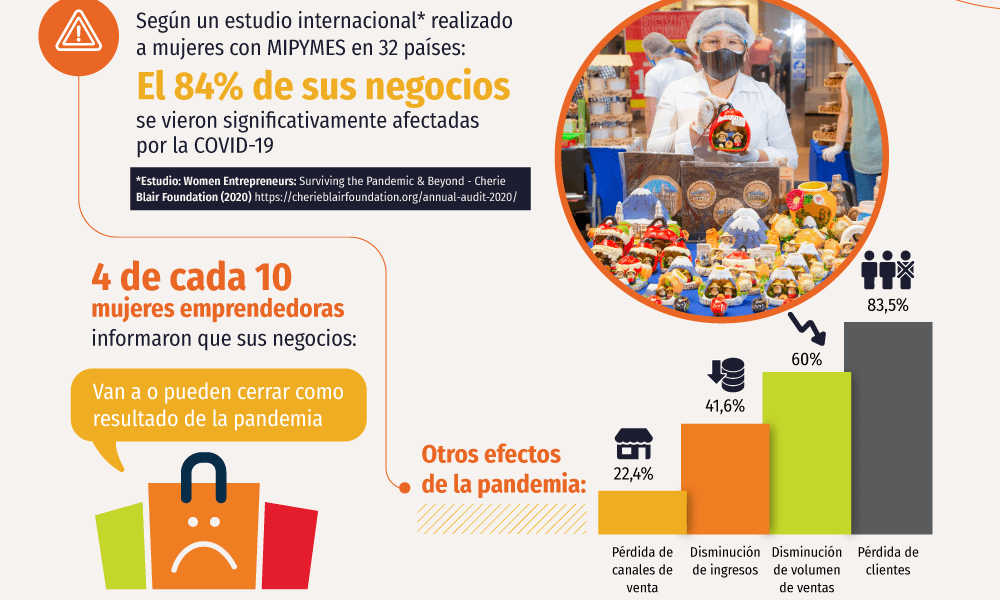 Según un estudio internacional* realizado
a mujeres con MIPYMES en 32 países:
El 84% de sus negocios
se vieron significativamente afectadas
por la COVID-19
*Estudio: Women Entrepreneurs: Surviving the Pandemic & Beyond - Cherie
Blair Foundation (2020) https://cherieblairfoundation.org/annual-audit-2020/
4 de cada 10
mujeres emprendedoras
informaron que sus negocios:
Van a o pueden cerrar como
resultado de la pandemia
Otros efectos
de la pandemia:
22,4%
41,6%
60%
83,5%
Pérdida de
canales de
venta
Disminución
de ingresos
Disminución
de volumen
de ventas
Pérdida de
clientes